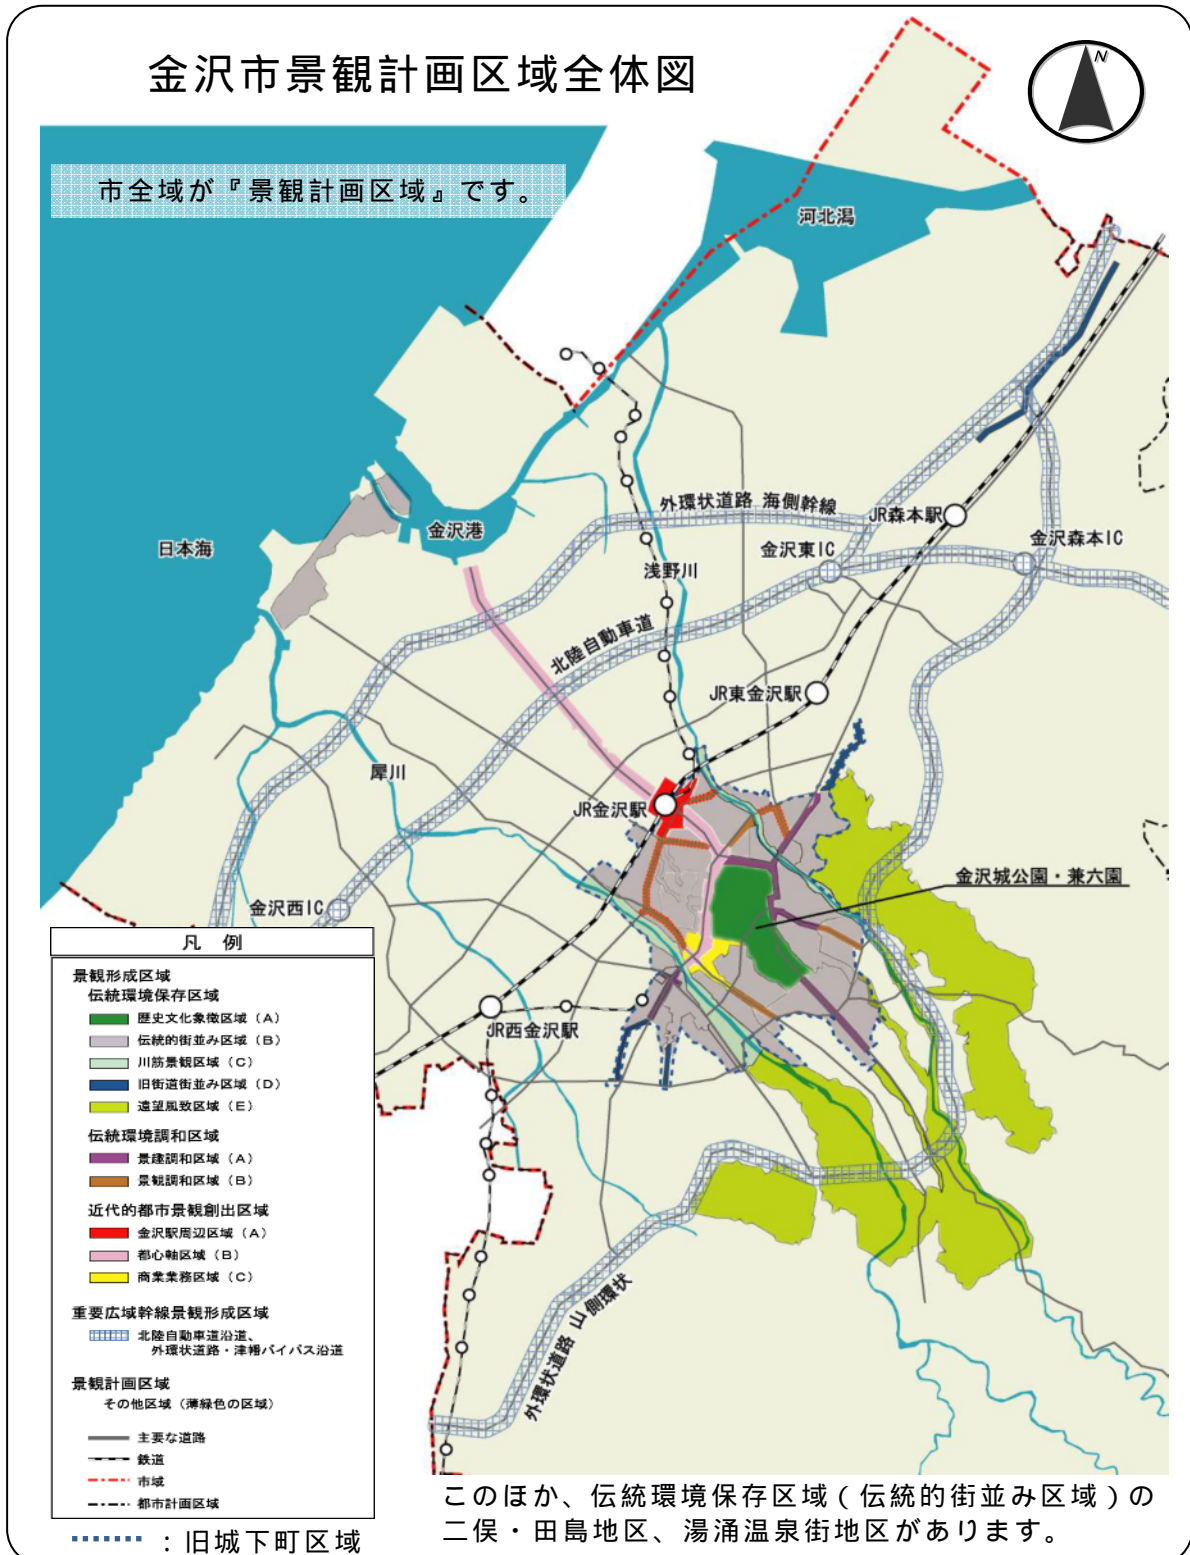 金沢市景観計画区域全体図
N
市全域が『景観計画区域』です。
河北潟
外環状道路 海側幹線
JR森本駅
金沢港
金沢東IC
金沢森本IC
日本海
浅野川
北陸自動車道
JR東金沢駅
犀川
JR金沢駅
金沢城公園・兼六園
金沢西IC
JR西金沢駅
外環状道路 山側環状
凡 例
景観形成区域
伝統環境保存区域
歴史文化象徴区域(A)
伝統的街並み区域(B)
川筋景観区域(C)
旧街道街並み区域(D)
遠望風致区域(E)
伝統環境調和区域
景趣調和区域(A)
景観調和区域(B)
近代的都市景観創出区域
金沢駅周辺区域(A)
都心軸区域(B)
商業業務区域(C)
重要広域幹線景観形成区域
北陸自動車道沿道、
外環状道路・津幡バイパス沿道
景観計画区域
その他区域(薄緑色の区域)
主要な道路
鉄道
市域
都市計画区域
:旧城下町区域
このほか、伝統環境保存区域(伝統的街並み区域)の
二俣・田島地区、湯涌温泉街地区があります。